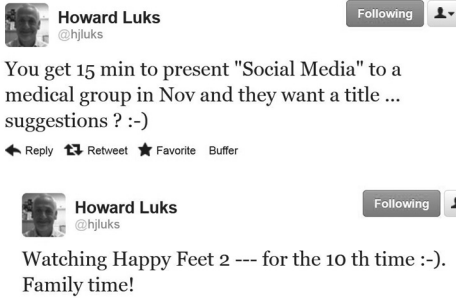 Howard Luks
Following
@hjluks
You get 15 min to present "Social Media" to a
medical group in Nov and they want a title ...
suggestions ? :-)
Reply Retweet Favorite Buffer
Howard Luks
Following
@hjluks
Watching Happy Feet 2 --- for the 10 th time :-).
Family time!